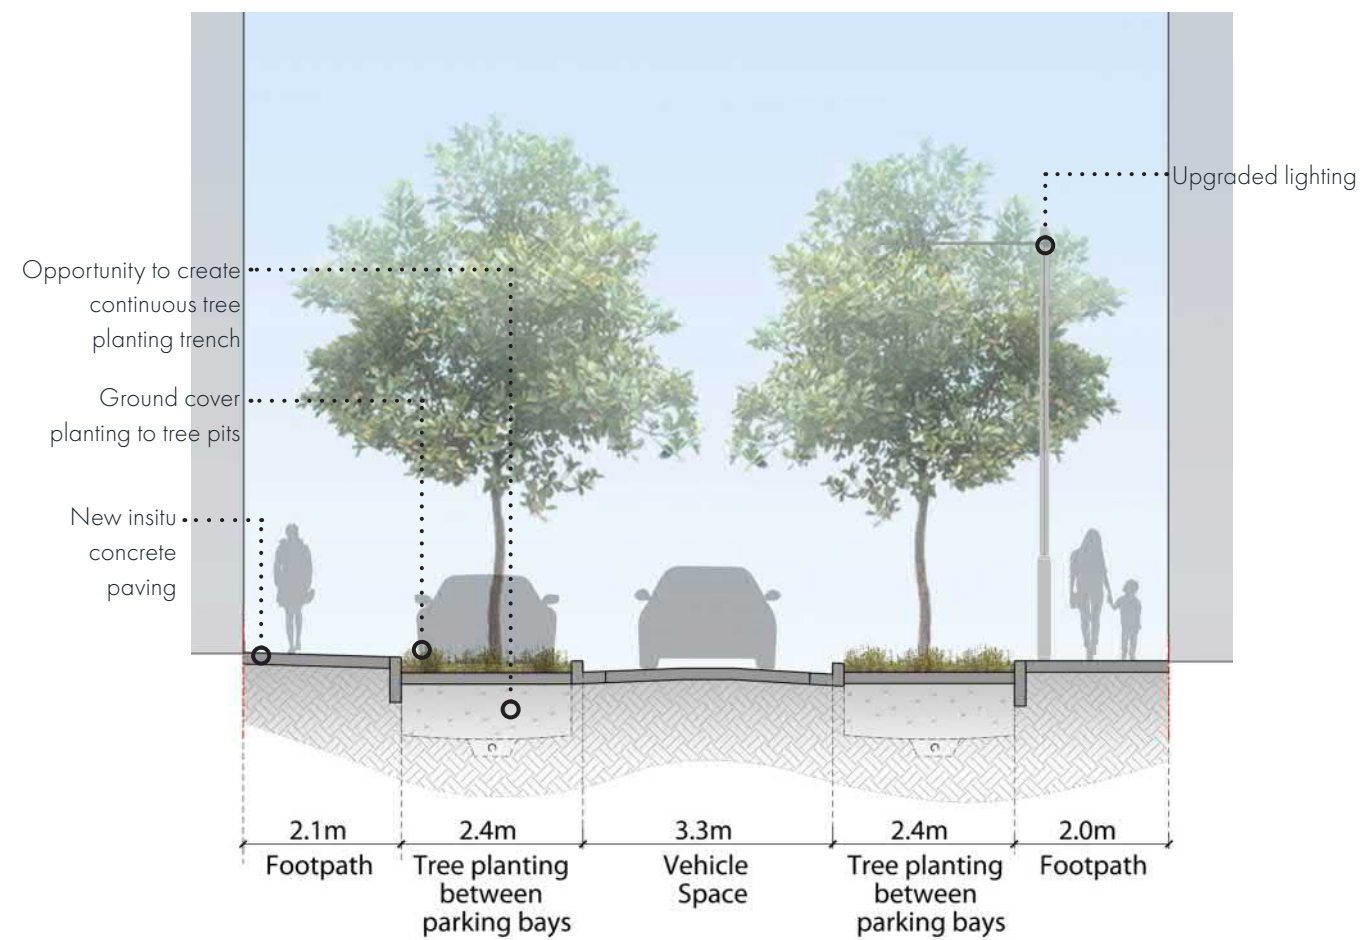 Upgraded lighting
Opportunity to create
continuous tree
planting trench
Ground cover
planting to tree pits
New insitu
concrete
paving
2.1m
Footpath
2.4m
Tree planting
between
parking bays
3.3m
Vehicle
Space
2.4m
Tree planting
between
parking bays
2.0m
Footpath